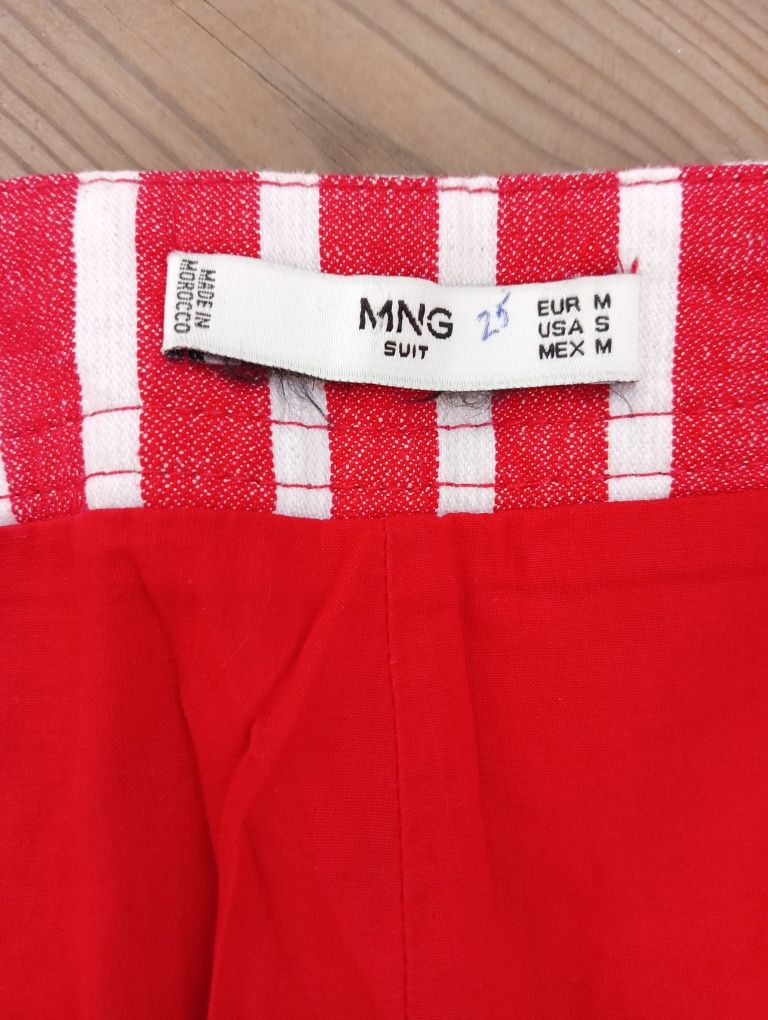 MADE IN
MOROCCO
MNG
SUIT
25
EUR M
USA S
MEX M